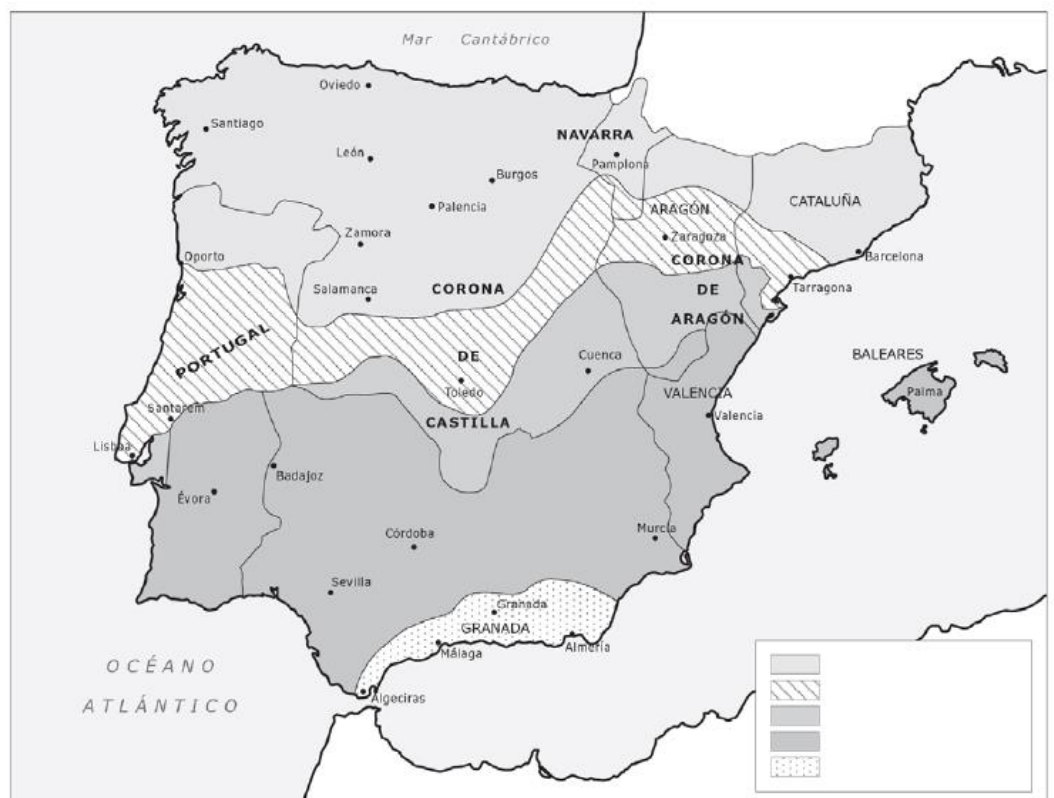 Mar Cantábrico
Oviedo
Santiago
NAVARRA
León
Pamplona
Burgos
Palencia
CATALUÑA
ARAGÓN
Zamora
Zaragoza
Oporto
Barcelona
CORONA
Tarragona
Salamanca
CORONA
DE
ARAGÓN
PORTUGAL
DE
Cuenca
BALEARES
Toledo
VALENCIA
Palma
Santarem
CASTILLA
Valencia
Lisboa
Badajoz
Évora
Córdoba
Murcia
Sevilla
Granada
GRANADA
Málaga
Almería
OCÉANO
ATLÁNTICO
Algeciras